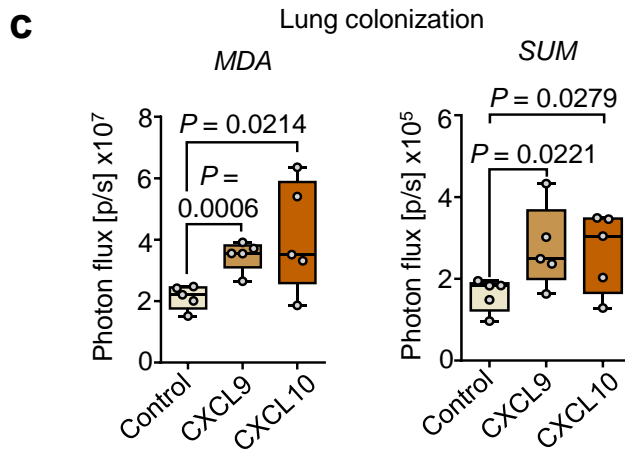 c
Lung colonization
MDA
Photon flux [p/s] x10⁷
8
6
4
2
0
P = 0.0214
P =
0.0006
Control
CXCL9
CXCL10
SUM
Photon flux [p/s] x10⁵
6
4
2
0
P = 0.0279
P = 0.0221
Control
CXCL9
CXCL10